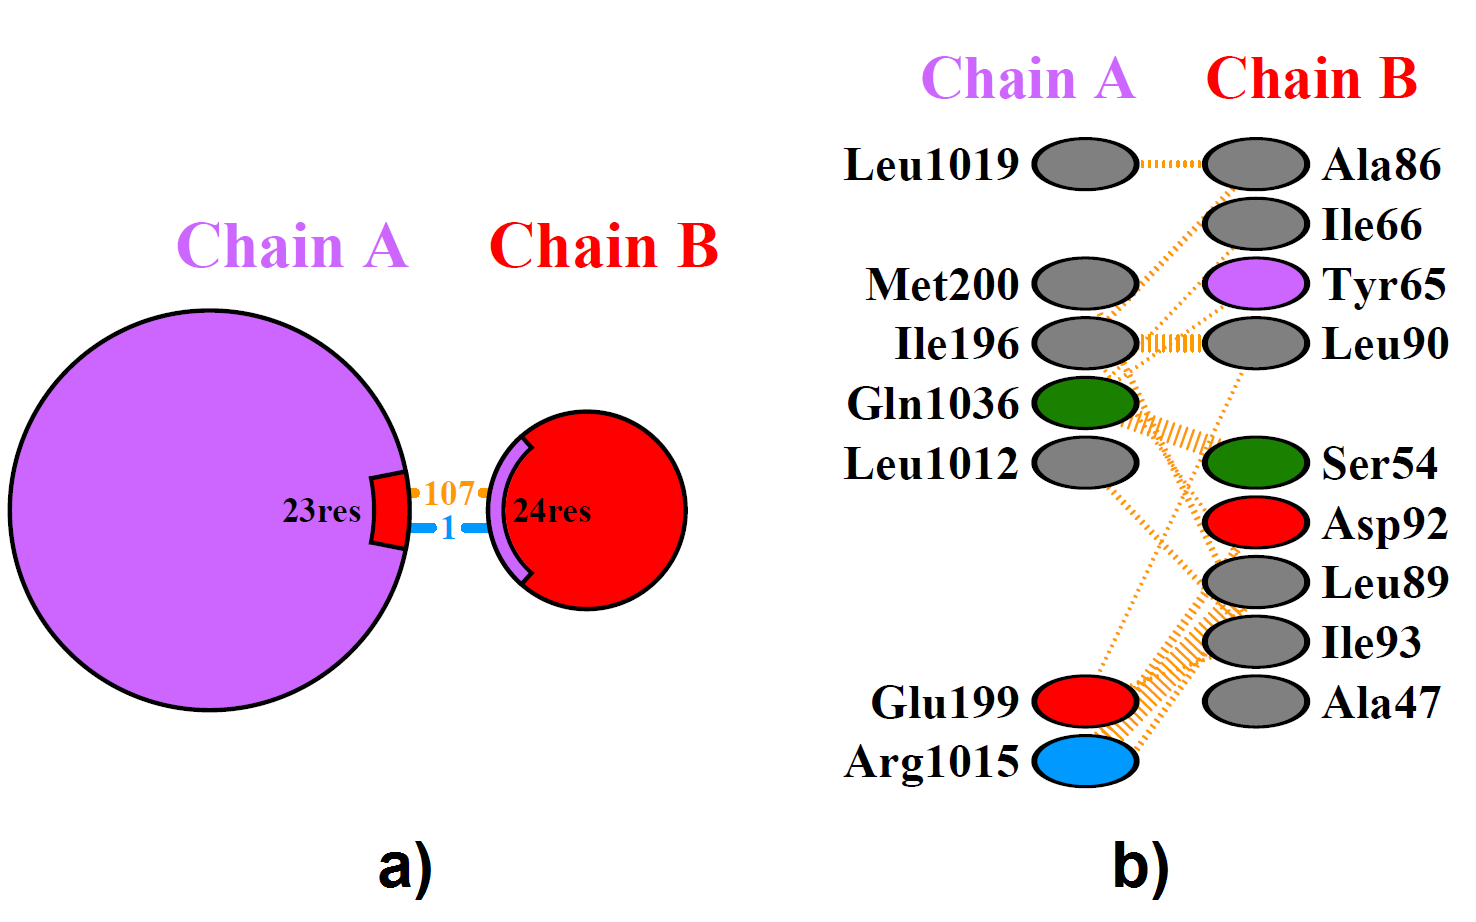 Chain A Chain B
23res 107 24res
1
a)
Chain A Chain B
Leu1019 Ala86
Ile66
Met200 Tyr65
Ile196 Leu90
Gln1036
Leu1012 Ser54
Asp92
Leu89
Ile93
Glu199 Ala47
Arg1015
b)